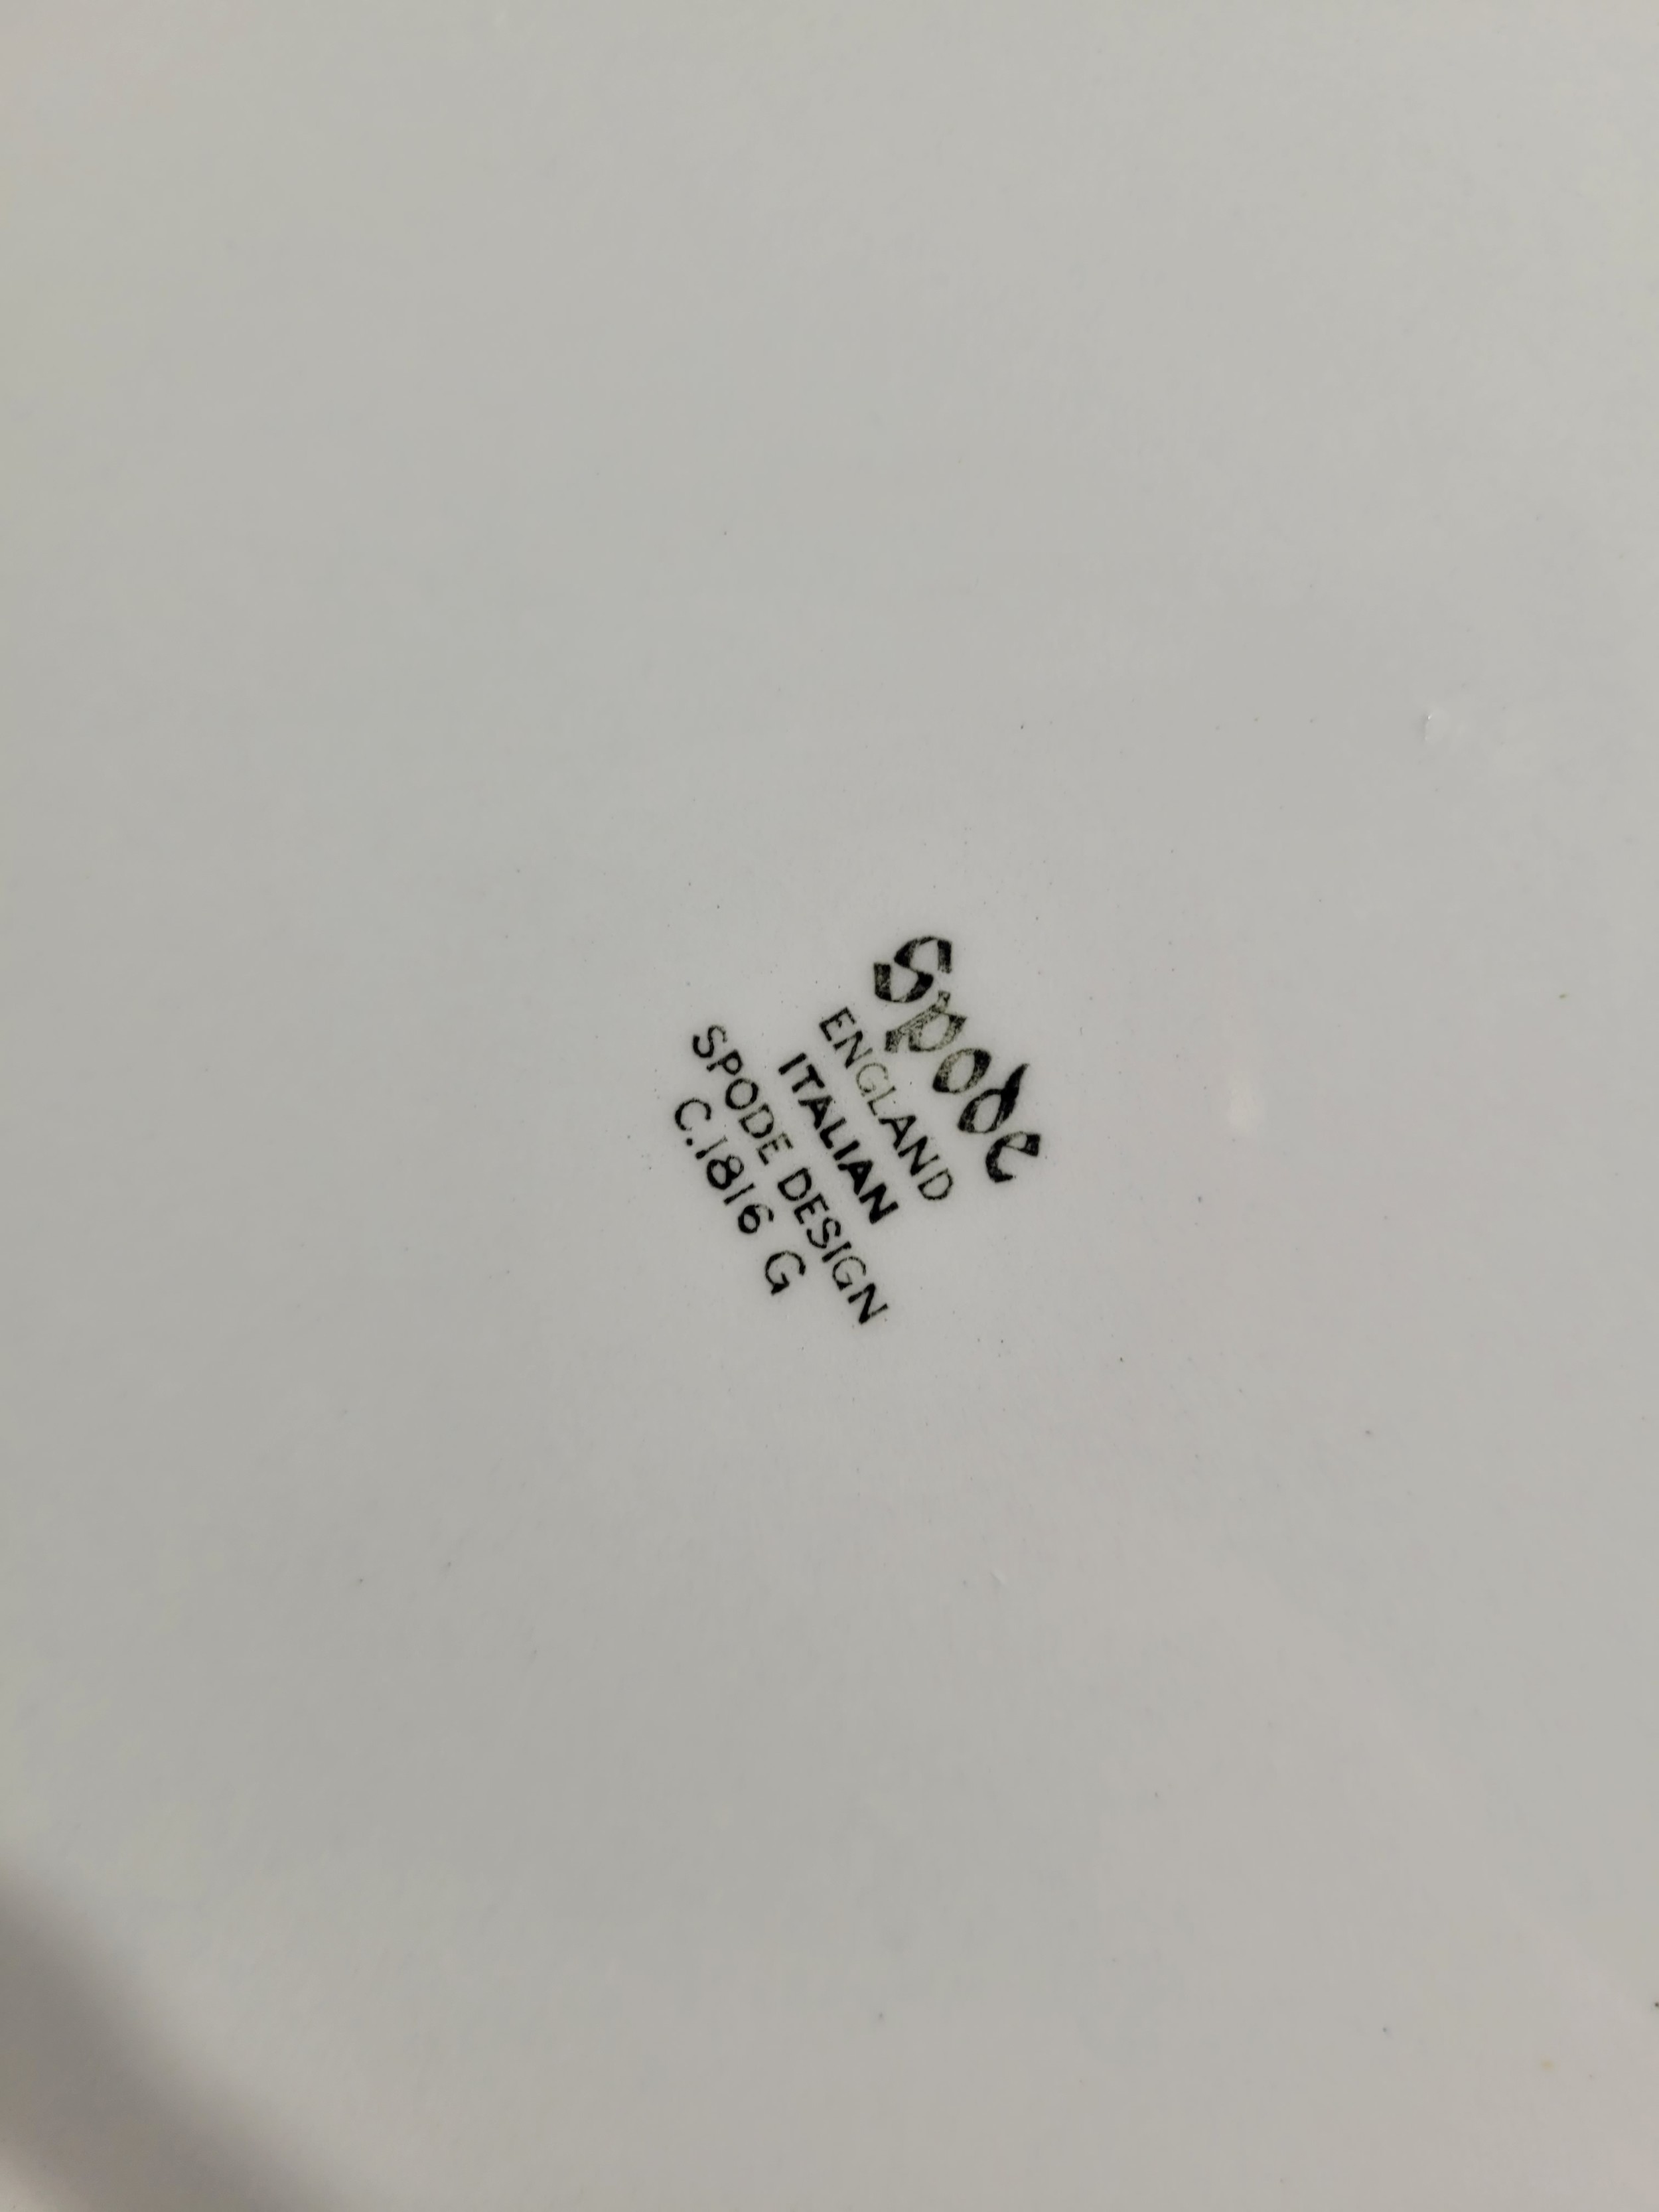 Spode
ENGLAND
ITALIAN
SPODE DESIGN
C.1816 G